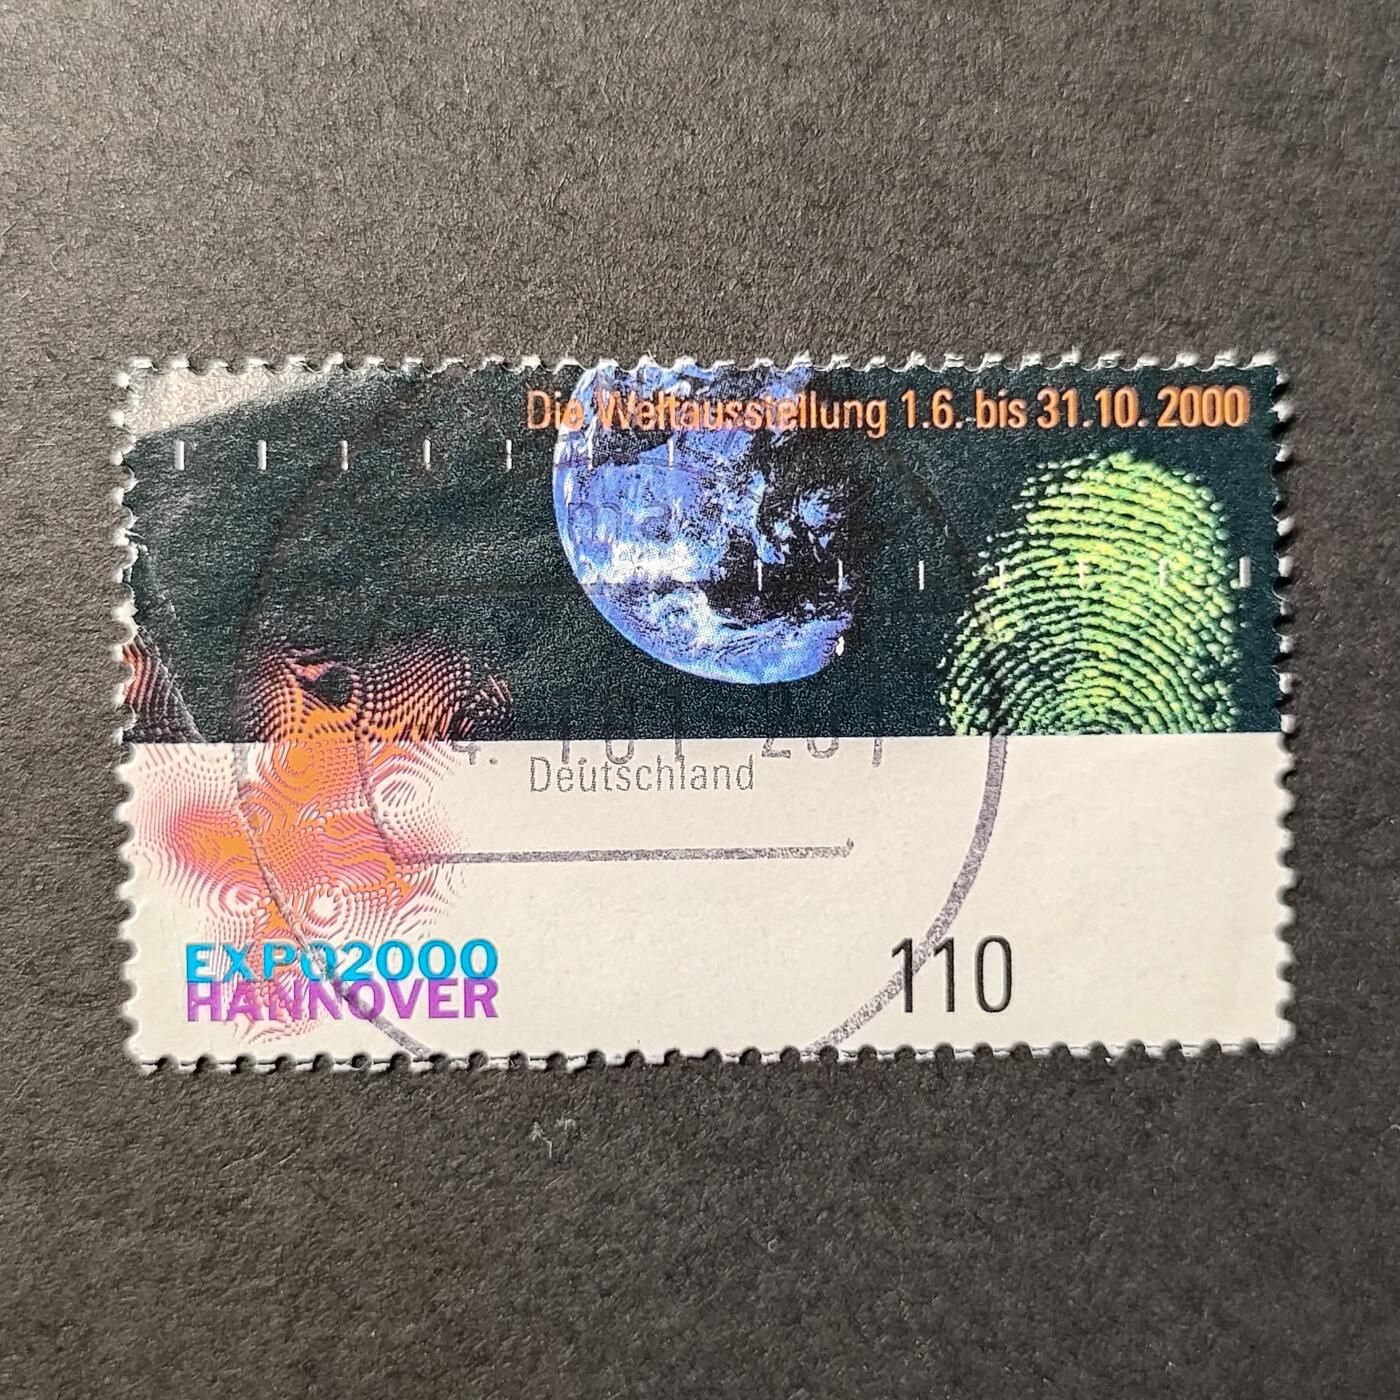 Die Weltausstellung 1.6. bis 31.10. 2000
Deutschland
EXPO2000
HANNOVER
110